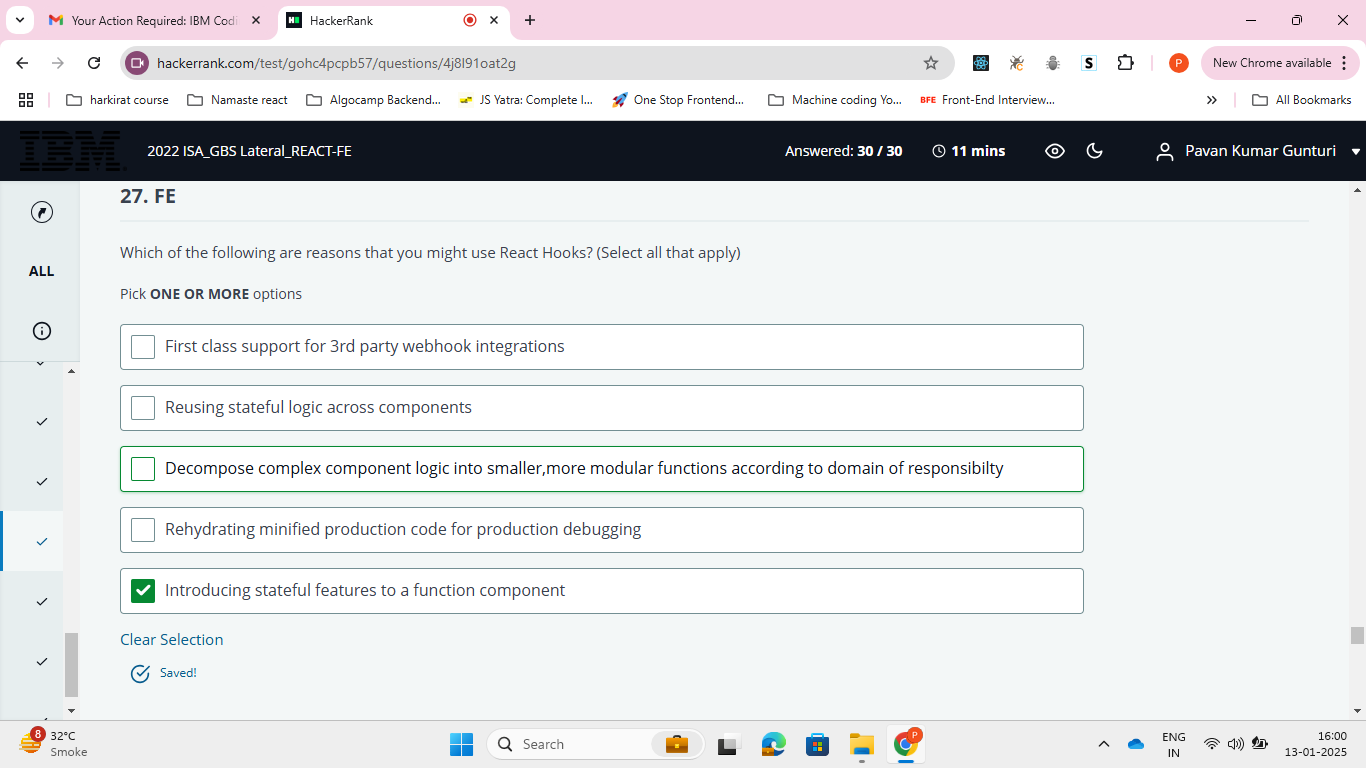 Your Action Required: IBM Codi
HackerRank
hackerrank.com/test/gohc4pcpb57/questions/4j8l91oat2g
S
P
New Chrome available
harkirat course
Namaste react
Algocamp Backend...
JS Yatra: Complete I...
One Stop Frontend...
Machine coding Yo...
BFE Front-End Interview...
All Bookmarks
IBM
2022 ISA_GBS Lateral_REACT-FE
Answered: 30 / 30
11 mins
Pavan Kumar Gunturi
27. FE
ALL
Which of the following are reasons that you might use React Hooks? (Select all that apply)
Pick ONE OR MORE options
First class support for 3rd party webhook integrations
Reusing stateful logic across components
Decompose complex component logic into smaller,more modular functions according to domain of responsibilty
Rehydrating minified production code for production debugging
Introducing stateful features to a function component
Clear Selection
Saved!
8
32°C
Smoke
Search
P
ENG
IN
16:00
13-01-2025